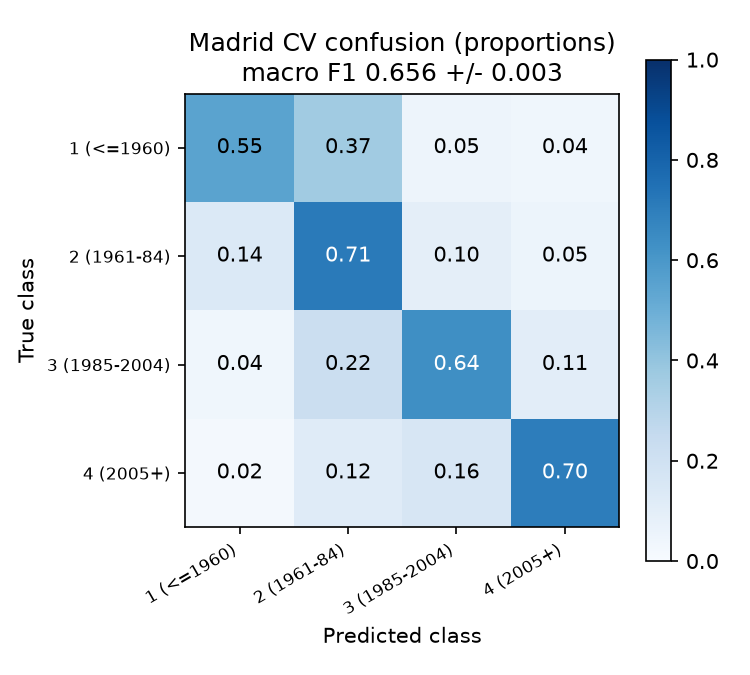 Madrid CV confusion (proportions)
macro F1 0.656 +/- 0.003
True class
1 (<=1960)
0.55 0.37 0.05 0.04
2 (1961-84)
0.14 0.71 0.10 0.05
3 (1985-2004)
0.04 0.22 0.64 0.11
4 (2005+)
0.02 0.12 0.16 0.70
1 (<=1960)
2 (1961-84)
3 (1985-2004)
4 (2005+)
Predicted class
1.0
0.8
0.6
0.4
0.2
0.0